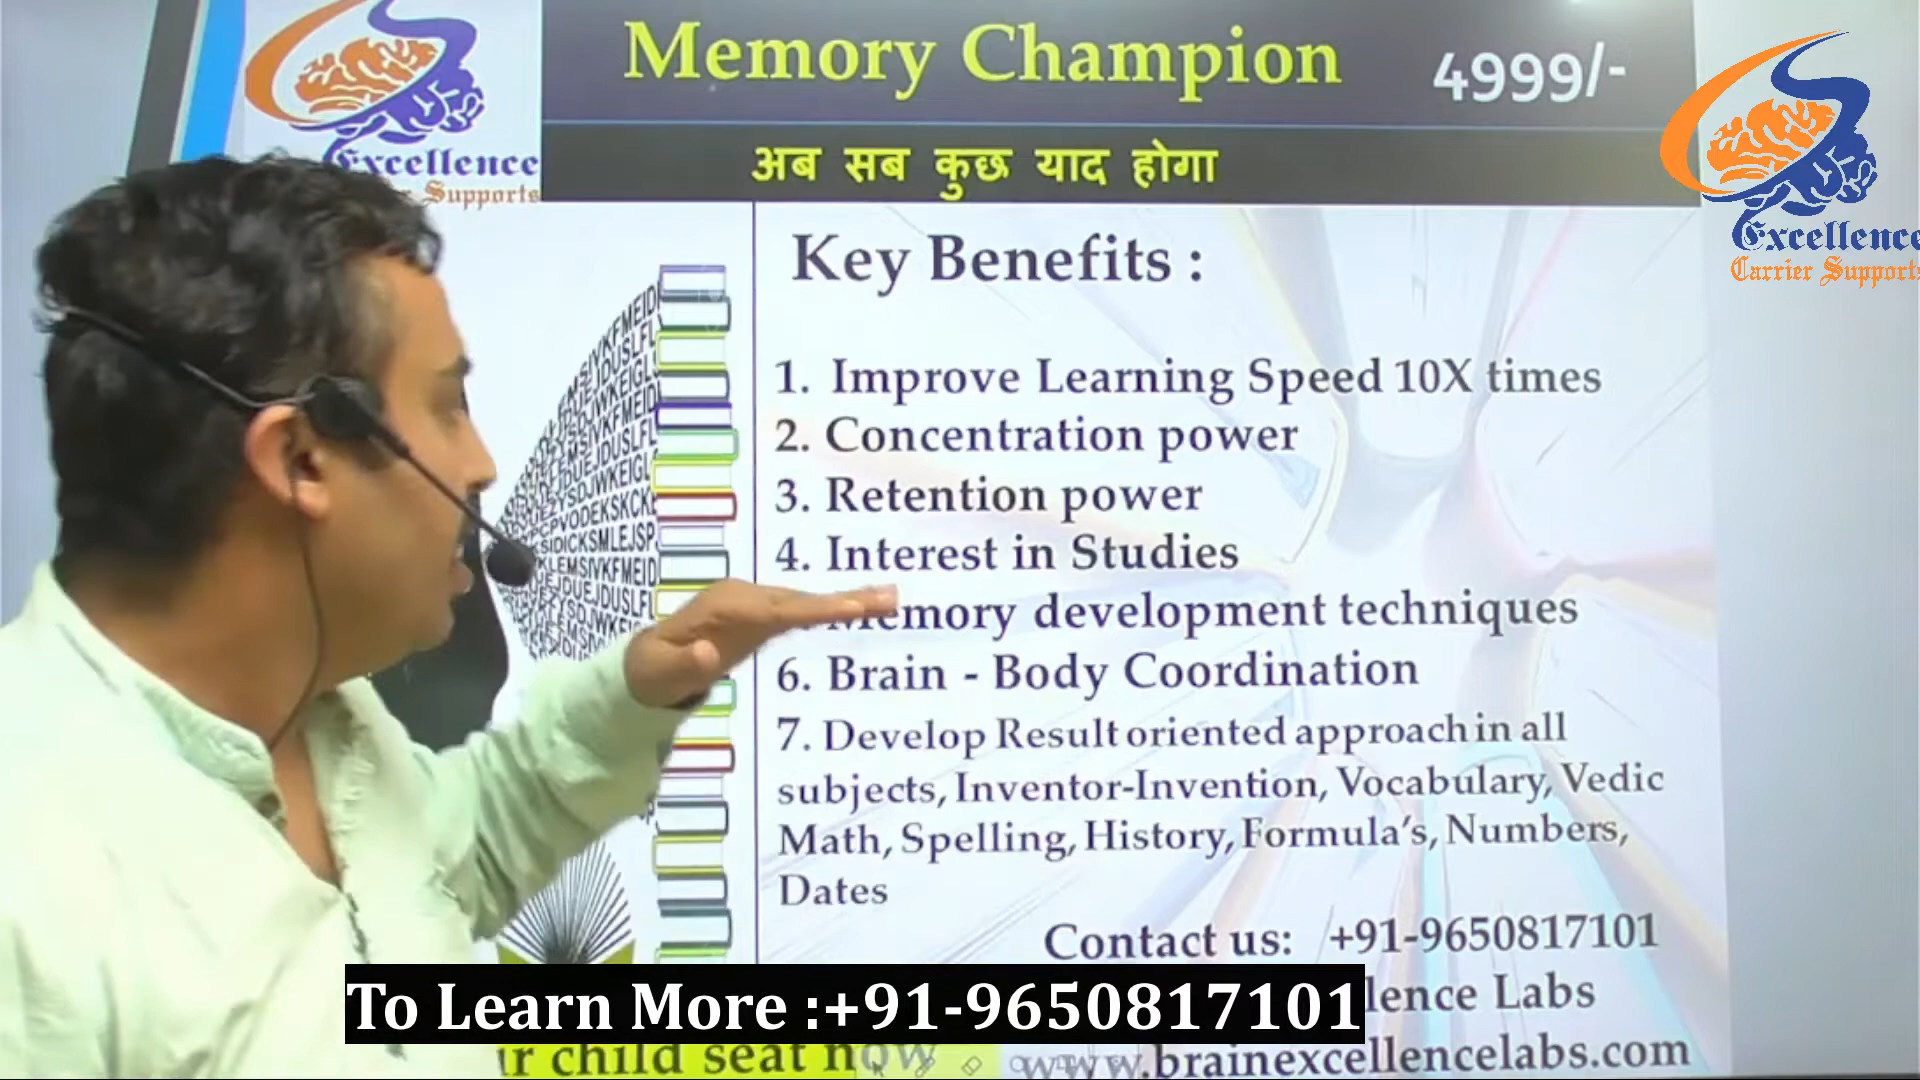 Memory Champion 4999/-
अब सब कुछ याद होगा
Excellence
Supports
Excellence
Carrier Supports
Key Benefits :
1. Improve Learning Speed 10X times
2. Concentration power
3. Retention power
4. Interest in Studies
emory development techniques
6. Brain - Body Coordination
7. Develop Result oriented approach in all
subjects, Inventor-Invention, Vocabulary, Vedic
Math, Spelling, History, Formula's, Numbers,
Dates
Contact us: +91-9650817101
lence Labs
To Learn More :+91-9650817101
r child seat now
www.brainexcellencelabs.com